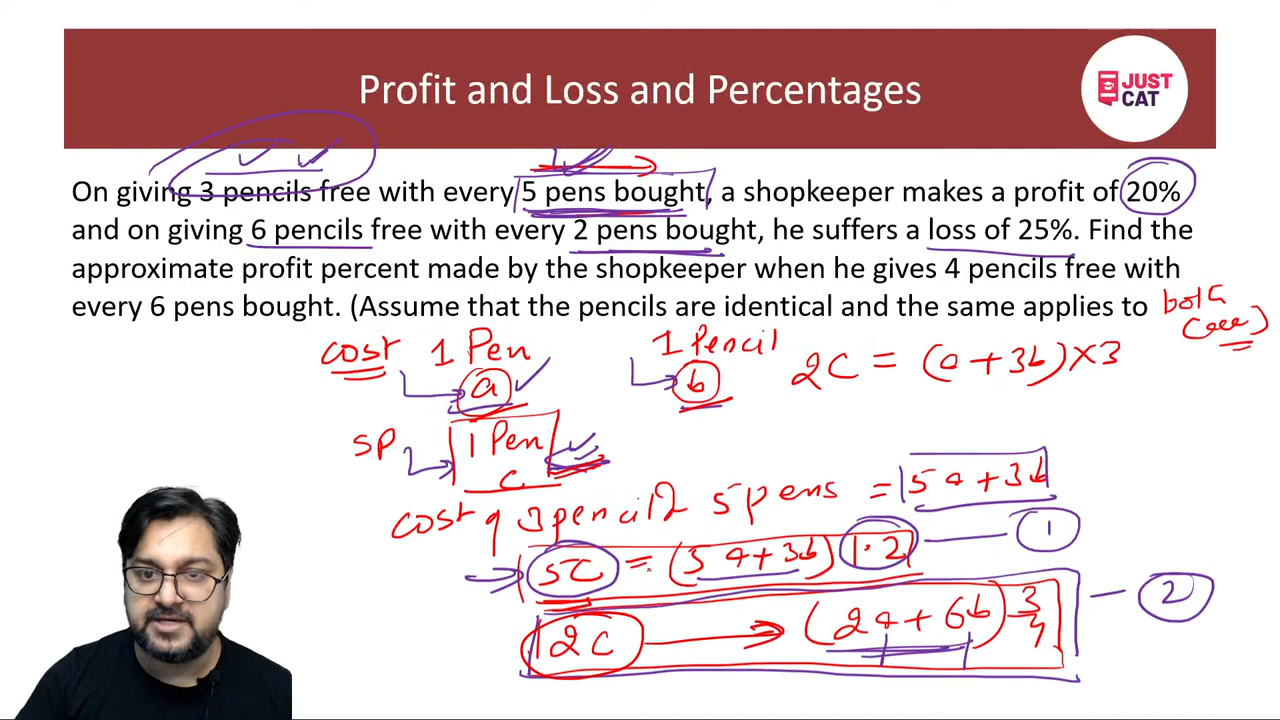 Profit and Loss and Percentages
JUST
CAT
On giving 3 pencils free with every 5 pens bought, a shopkeeper makes a profit of 20%
and on giving 6 pencils free with every 2 pens bought, he suffers a loss of 25%. Find the
approximate profit percent made by the shopkeeper when he gives 4 pencils free with
every 6 pens bought. (Assume that the pencils are identical and the same applies to both
cost 1 Pen
1 Pencil
a
b
2C = (a+3b)×3
SP
1 Pen
c
3 pencil 5 pens = 5a+3b
5C = (5a+3b) 1.2
1
2C (2a+6b) 3/4
2